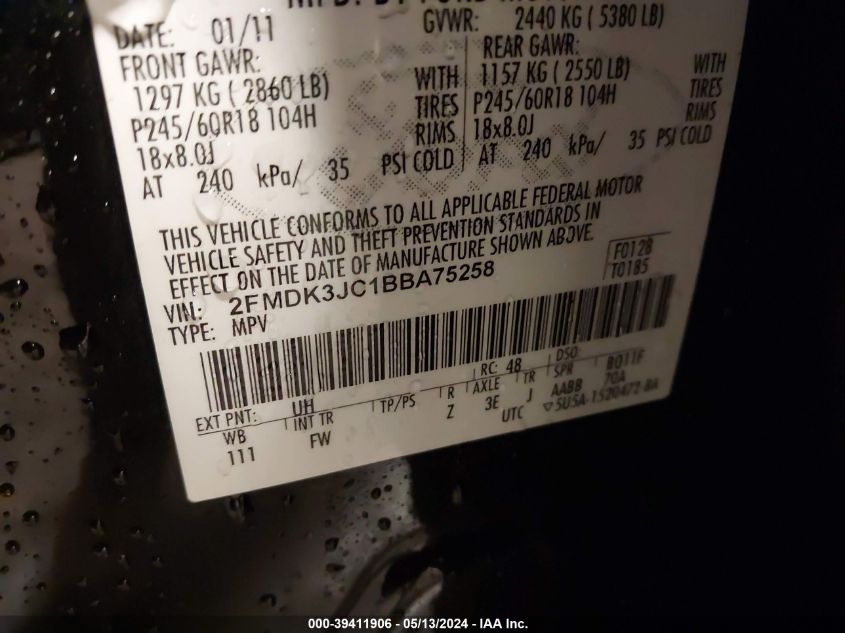 DATE: 01/11
GVWR: 2440 KG ( 5380 LB)
FRONT GAWR:
1297 KG ( 2860 LB) WITH
P245/60R18 104H TIRES
18x8.0J RIMS
AT 240 kPa/ 35 PSI COLD
REAR GAWR:
1157 KG ( 2550 LB) WITH
P245/60R18 104H TIRES
18x8.0J RIMS
AT 240 kPa/ 35 PSI COLD
THIS VEHICLE CONFORMS TO ALL APPLICABLE FEDERAL MOTOR
VEHICLE SAFETY AND THEFT PREVENTION STANDARDS IN
EFFECT ON THE DATE OF MANUFACTURE SHOWN ABOVE.
VIN: 2FMDK3JC1BBA75258
TYPE: MPV
F0128
T0185
RC: 48 DSO:
EXT PNT: UH
WB INT TR TP/PS R AXLE TR SPR B011F
111 FW Z 3E J AABB 70A
UTC ▽5U5A-1520472-BA
000-39411906 - 05/13/2024 - IAA Inc.